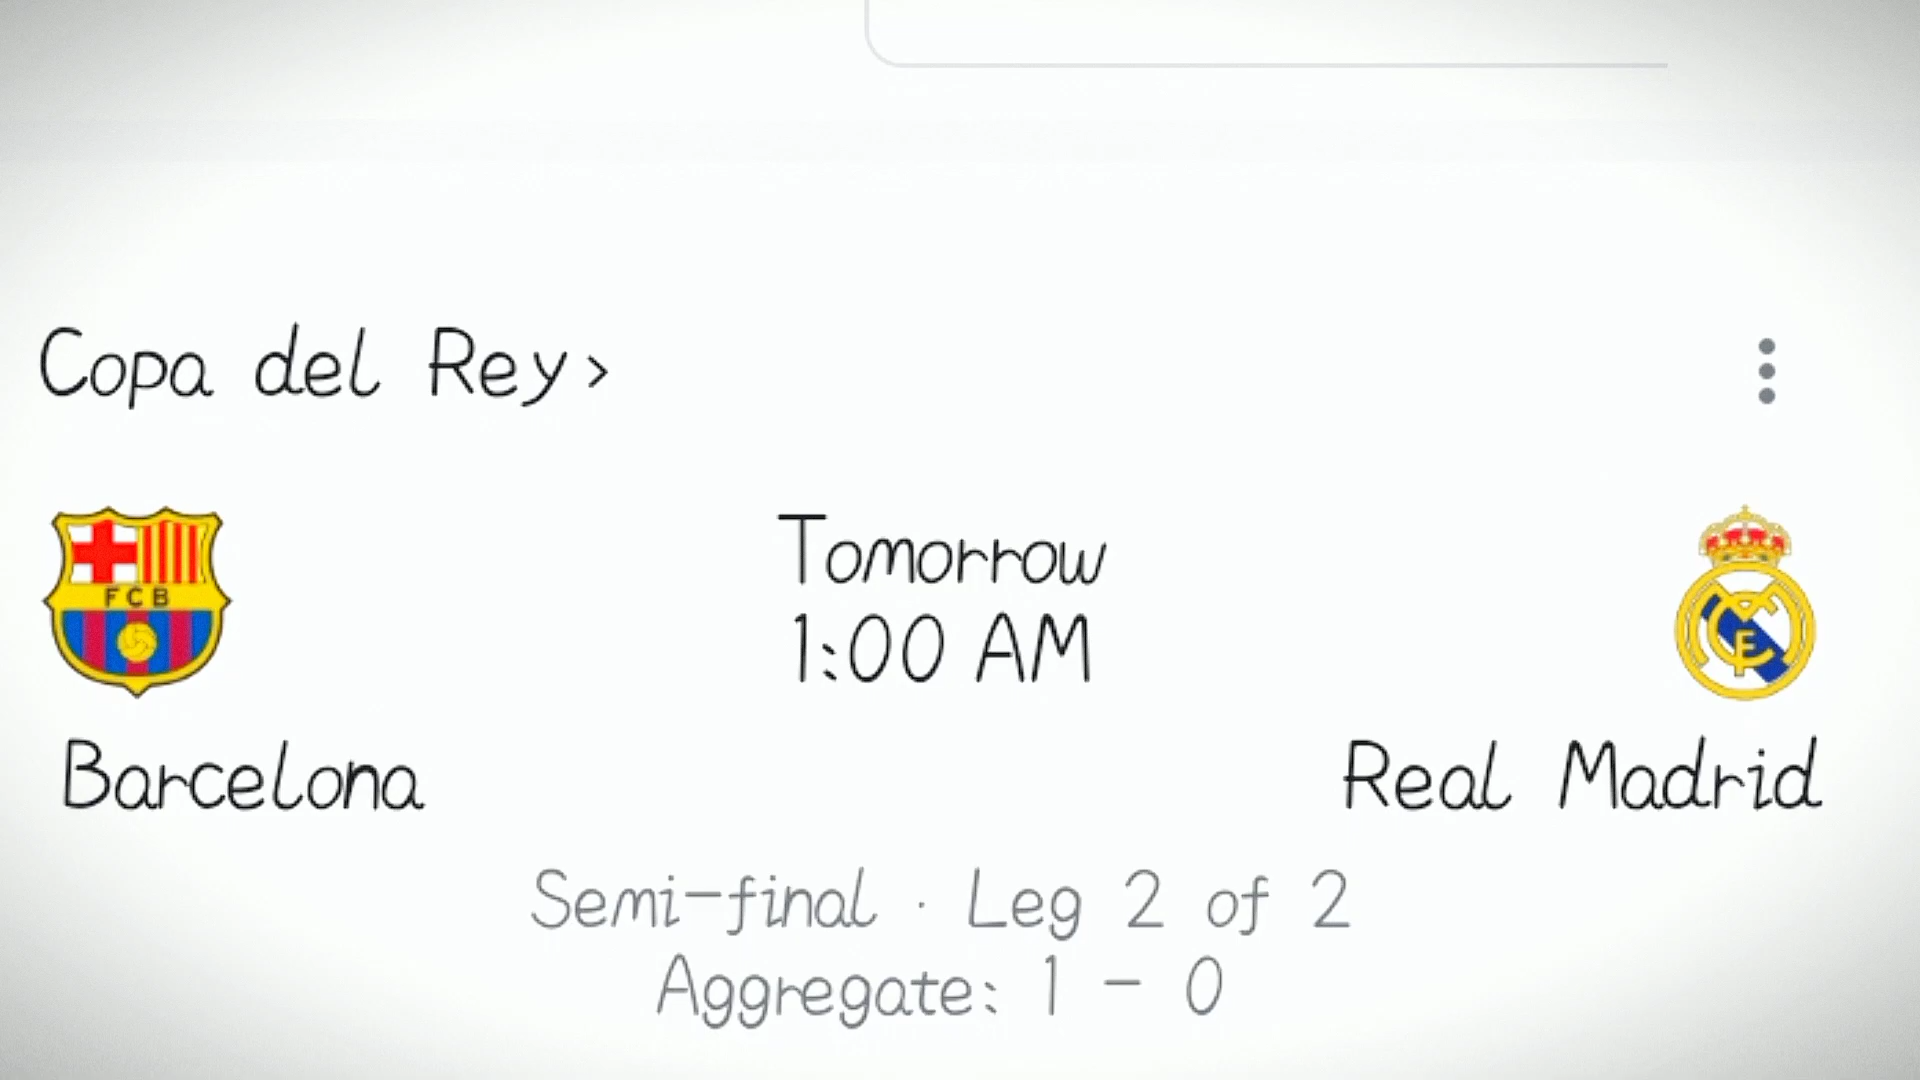 Copa del Rey >
FCB
Tomorrow
1:00 AM
Barcelona
Real Madrid
Semi-final · Leg 2 of 2
Aggregate: 1 - 0